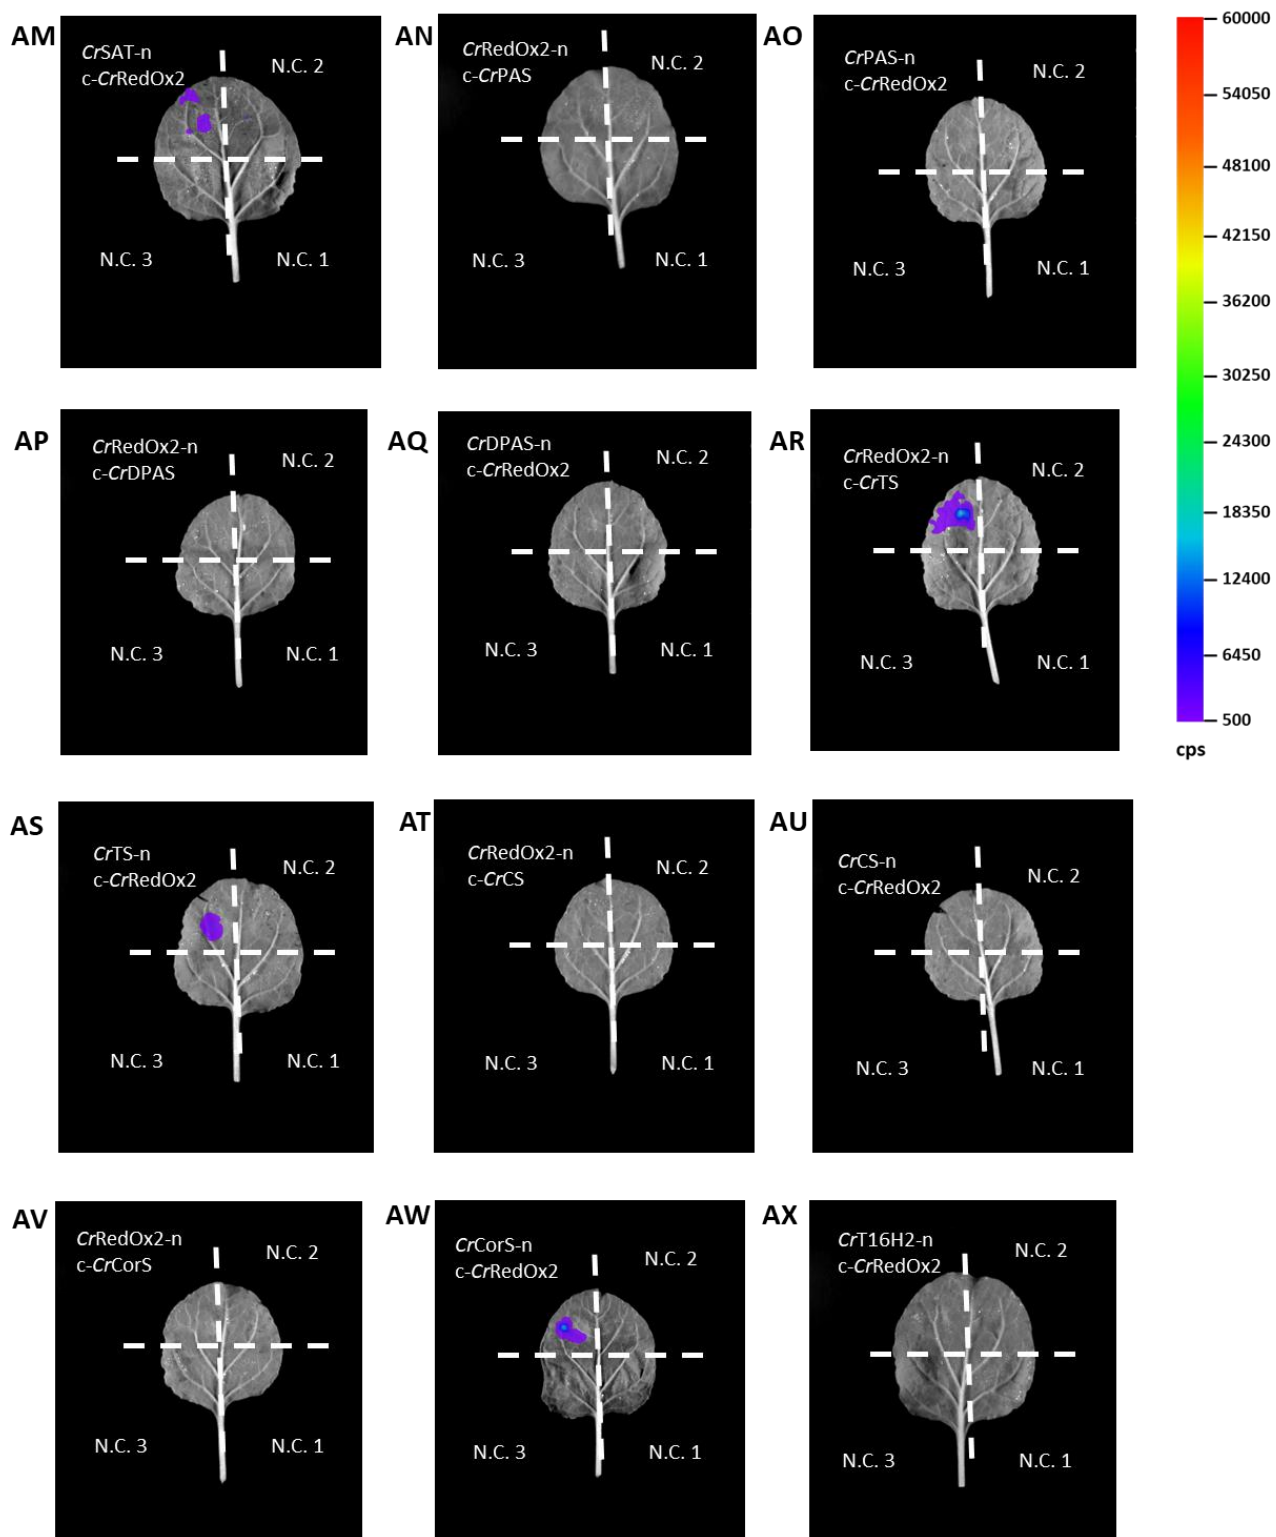 AM
CrSAT-n
c-CrRedOx2
N.C. 2
N.C. 3
N.C. 1
AN
CrRedOx2-n
c-CrPAS
N.C. 2
N.C. 3
N.C. 1
AO
CrPAS-n
c-CrRedOx2
N.C. 2
N.C. 3
N.C. 1
60000
54050
48100
42150
36200
30250
24300
18350
12400
6450
500
cps
AP
CrRedOx2-n
c-CrDPAS
N.C. 2
N.C. 3
N.C. 1
AQ
CrDPAS-n
c-CrRedOx2
N.C. 2
N.C. 3
N.C. 1
AR
CrRedOx2-n
c-CrTS
N.C. 2
N.C. 3
N.C. 1
AS
CrTS-n
c-CrRedOx2
N.C. 2
N.C. 3
N.C. 1
AT
CrRedOx2-n
c-CrCS
N.C. 2
N.C. 3
N.C. 1
AU
CrCS-n
c-CrRedOx2
N.C. 2
N.C. 3
N.C. 1
AV
CrRedOx2-n
c-CrCorS
N.C. 2
N.C. 3
N.C. 1
AW
CrCorS-n
c-CrRedOx2
N.C. 2
N.C. 3
N.C. 1
AX
CrT16H2-n
c-CrRedOx2
N.C. 2
N.C. 3
N.C. 1